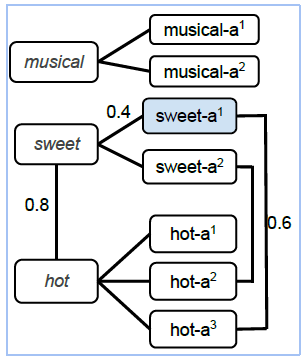 musical-a¹
musical
musical-a²
0.4
sweet-a¹
sweet
sweet-a²
0.8
0.6
hot-a¹
hot
hot-a²
hot-a³